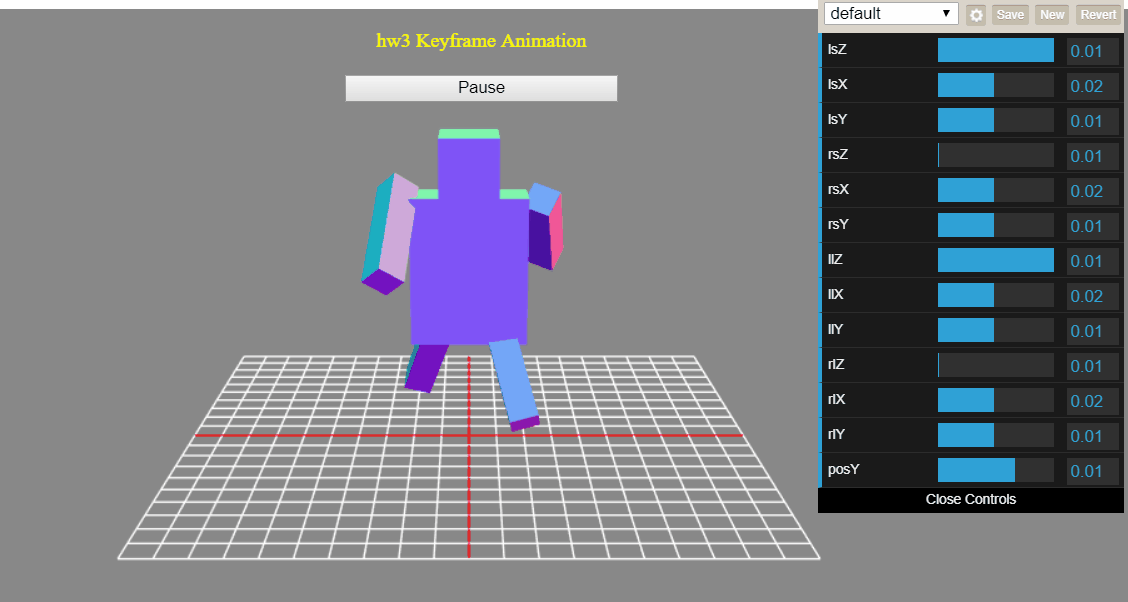 default
Save New Revert
hw3 Keyframe Animation
Pause
lsZ 0.01
lsX 0.02
lsY 0.01
rsZ 0.01
rsX 0.02
rsY 0.01
llZ 0.01
llX 0.02
llY 0.01
rlZ 0.01
rlX 0.02
rlY 0.01
posY 0.01
Close Controls